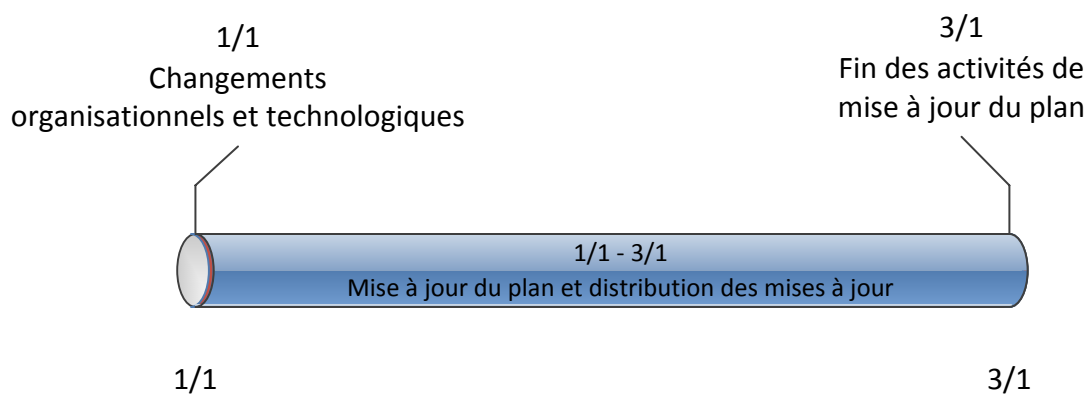 1/1
Changements
organisationnels et technologiques
3/1
Fin des activités de
mise à jour du plan
1/1 - 3/1
Mise à jour du plan et distribution des mises à jour
1/1
3/1